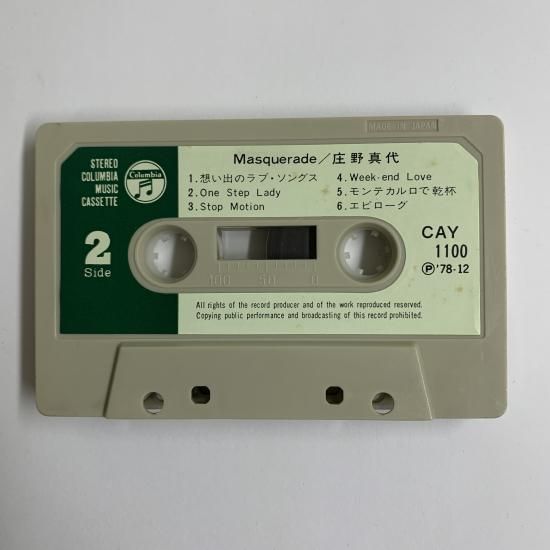 MADE IN JAPAN
STEREO
COLUMBIA
MUSIC
CASSETTE
Columbia
2
Side
Masquerade／庄野真代
1.想い出のラブ・ソングス
2.One Step Lady
3.Stop Motion
4.Week-end Love
5.モンテカルロで乾杯
6.エピローグ
CAY
1100
Ⓟ'78-12
100 50 0
All rights of the record producer and of the work reproduced reserved.
Copying public performance and broadcasting of this record prohibited.